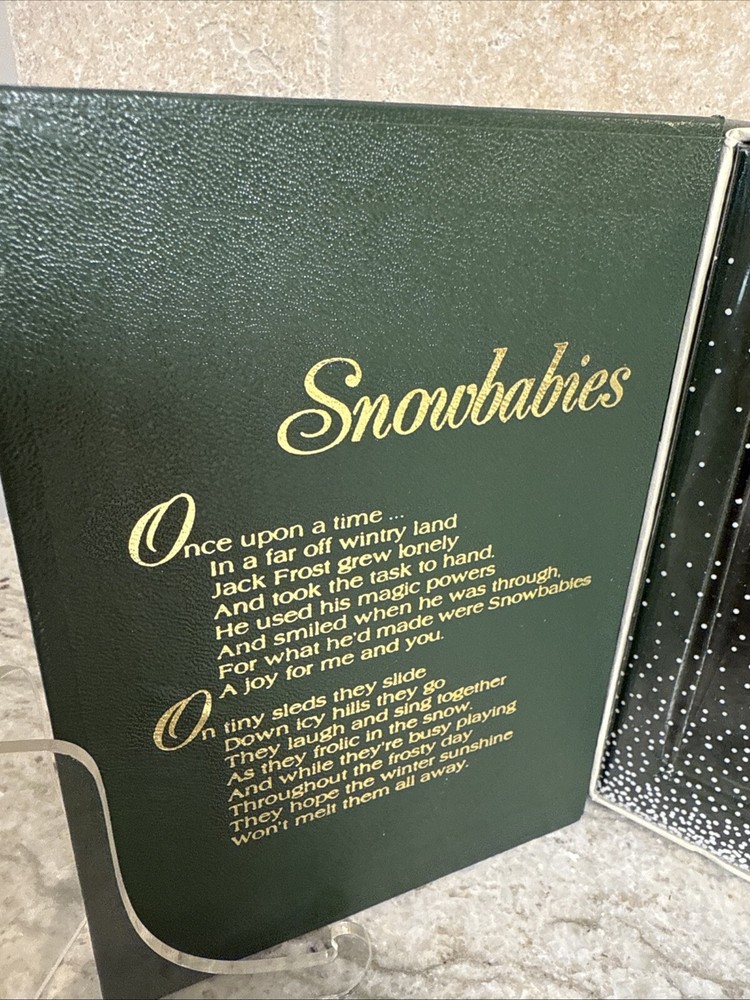 Snowbabies
Once upon a time ...
In a far off wintry land
Jack Frost grew lonely
And took the task to hand.
He used his magic powers
And smiled when he was through,
For what he'd made were Snowbabies
A joy for me and you.
On tiny sleds they slide
Down icy hills they go
They laugh and sing together
As they frolic in the snow.
And while they're busy playing
Throughout the frosty day
They hope the winter sunshine
Won't melt them all away.